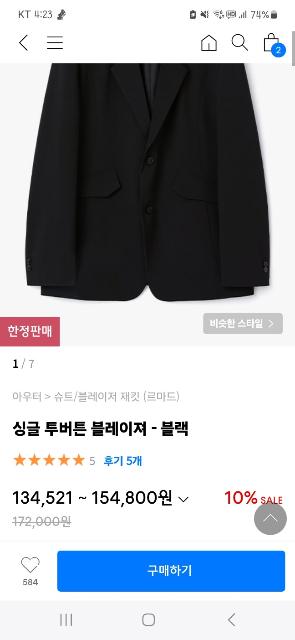 KT 4:23
74%
2
한정판매
비슷한 스타일 >
1 / 7
아우터 > 슈트/블레이저 재킷 (르마드)
싱글 투버튼 블레이져 - 블랙
★★★★★ 5 후기 5개
134,521 ~ 154,800원
10% SALE
172,000원
584
구매하기